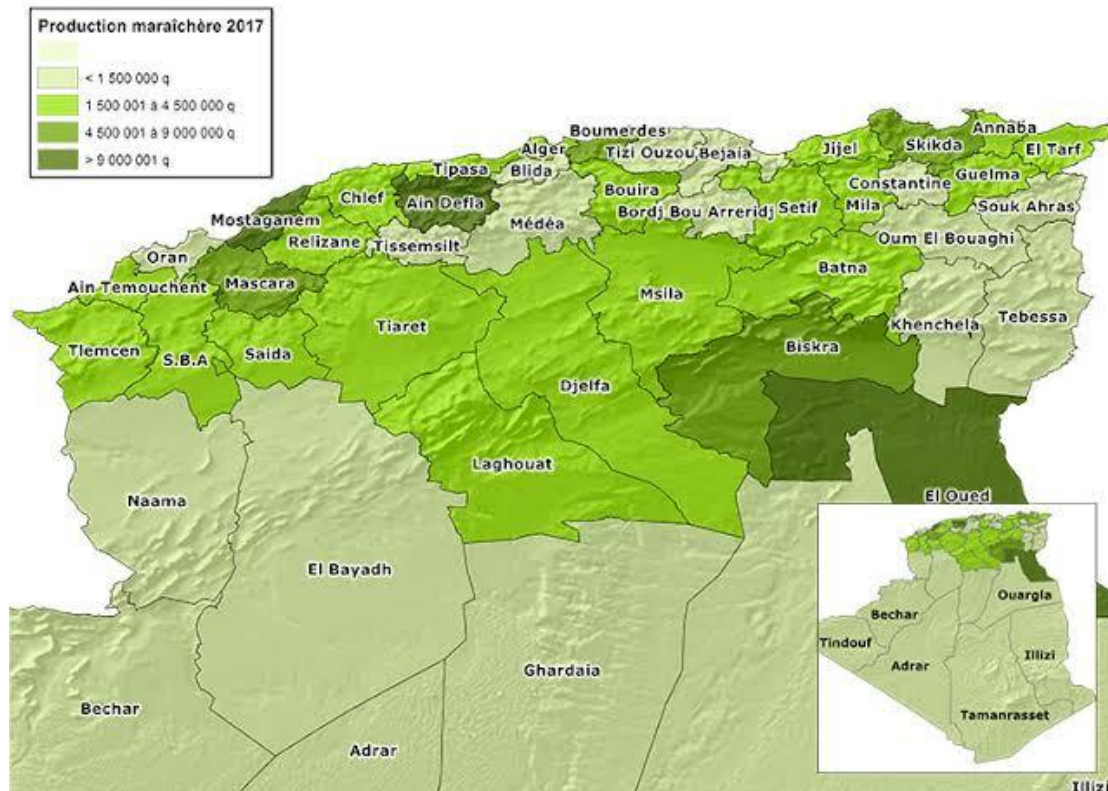 Production maraîchère 2017
< 1 500 000 q
1 500 001 à 4 500 000 q
4 500 001 à 9 000 000 q
> 9 000 001 q
Boumerdes
Annaba
Alger
Tizi Ouzou
Bejaia
Jijel
Skikda
El Tarf
Tipasa
Blida
Constantine
Guelma
Chlef
Ain Defla
Bouira
Mila
Souk Ahras
Mostaganem
Médéa
Bordj Bou Arreridj
Setif
Relizane
Tissemsilt
Oum El Bouaghi
Oran
Batna
Ain Temouchent
Mascara
Msila
Tebessa
Tiaret
Khenchela
Tlemcen
S.B.A
Saida
Biskra
Djelfa
Laghouat
Naama
El Oued
El Bayadh
Ouargla
Bechar
Tindouf
Illizi
Adrar
Ghardaia
Bechar
Tamanrasset
Adrar
Illizi